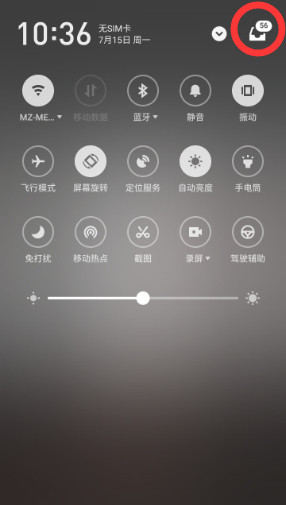 10:36
无SIM卡
7月15日 周一
56
MZ-ME...
移动数据
蓝牙
静音
振动
飞行模式
屏幕旋转
定位服务
自动亮度
手电筒
免打扰
移动热点
截图
录屏
驾驶辅助